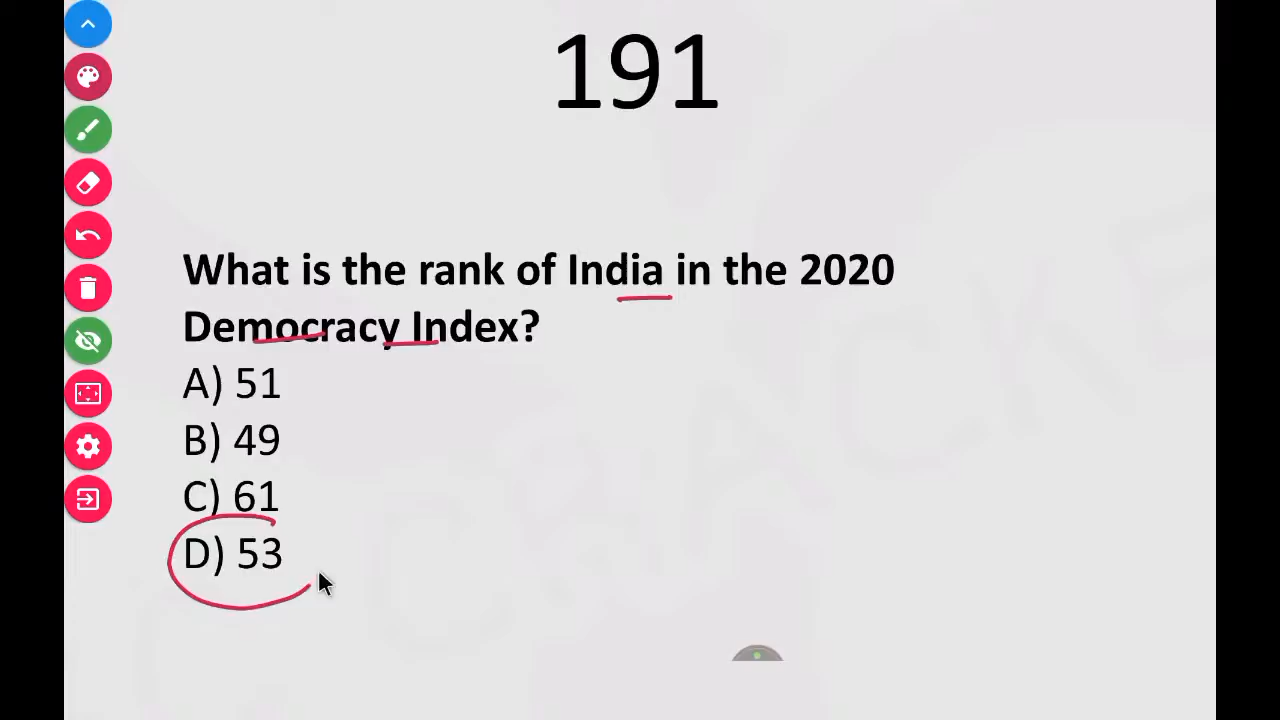 191
What is the rank of India in the 2020
Democracy Index?
A) 51
B) 49
C) 61
D) 53